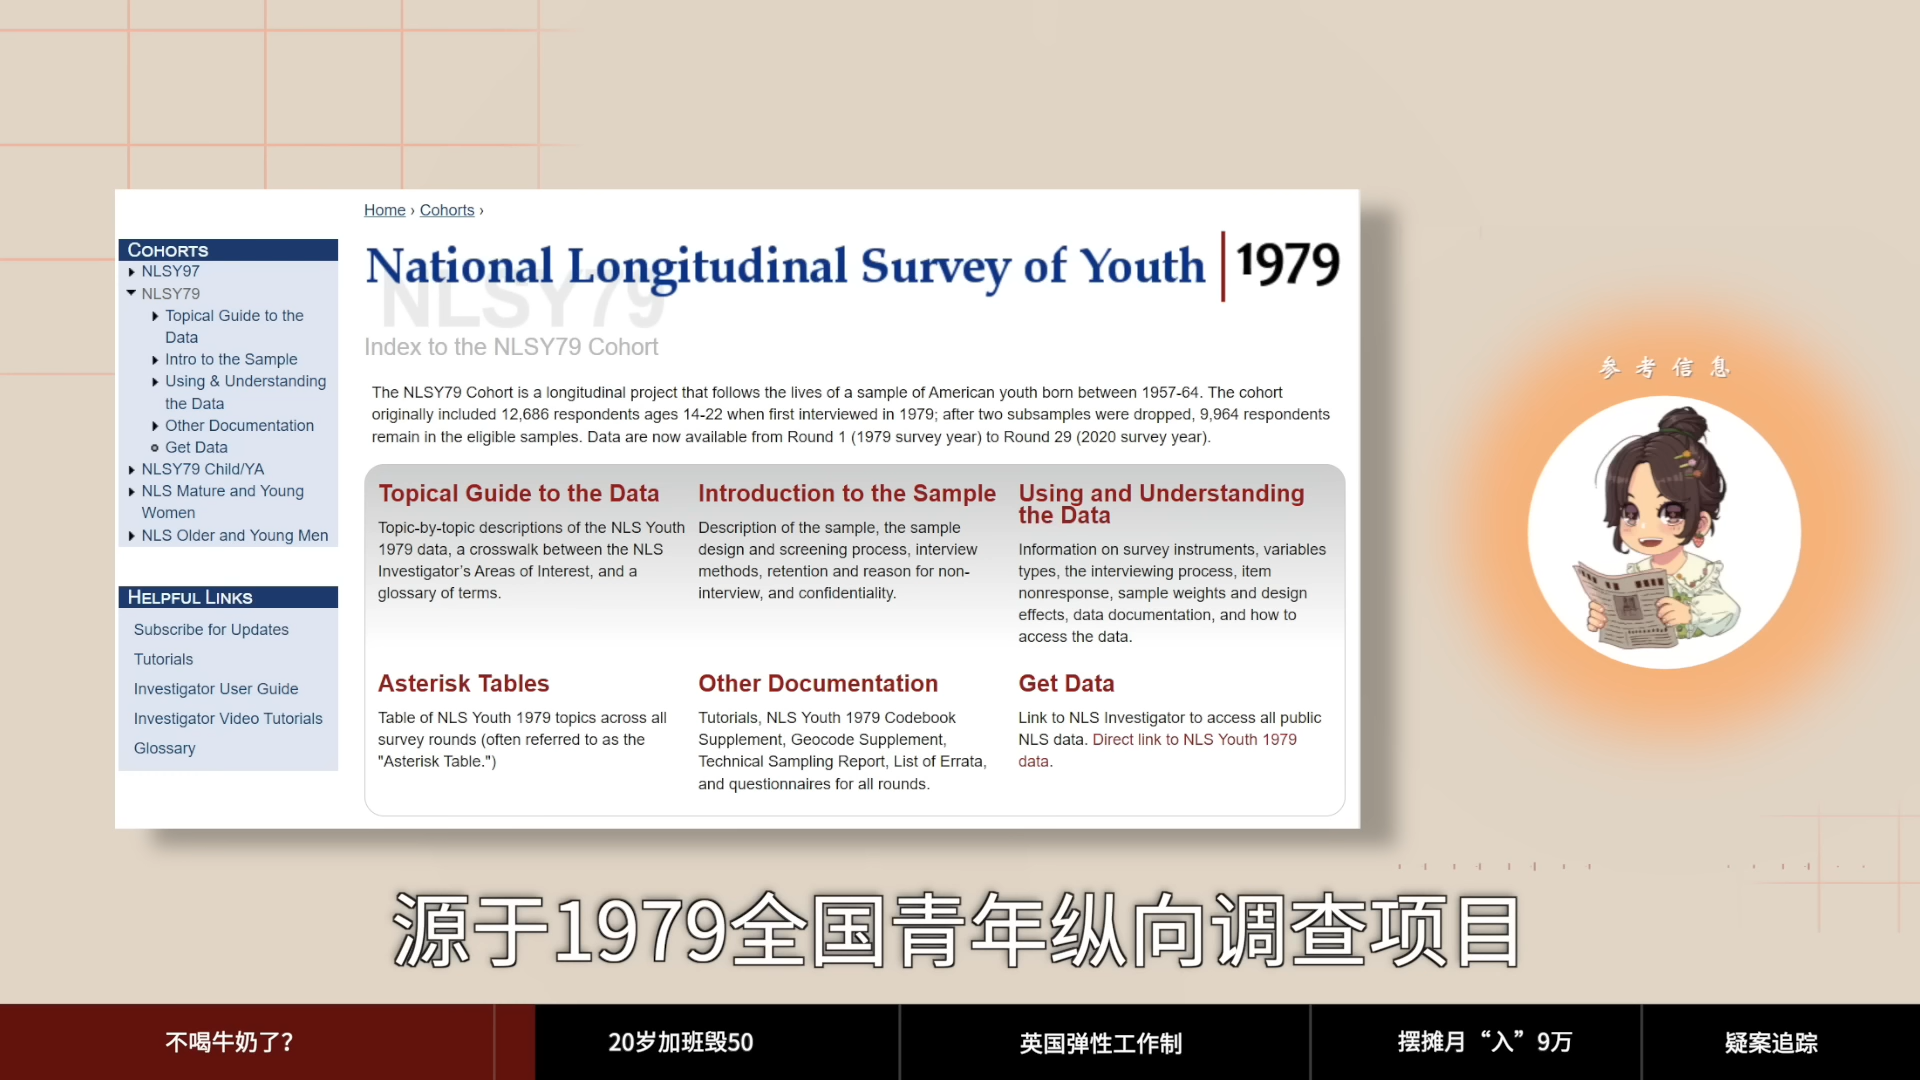 Home › Cohorts ›
COHORTS
NLSY97
NLSY79
Topical Guide to the
Data
Intro to the Sample
Using & Understanding
the Data
Other Documentation
Get Data
NLSY79 Child/YA
NLS Mature and Young
Women
NLS Older and Young Men
HELPFUL LINKS
Subscribe for Updates
Tutorials
Investigator User Guide
Investigator Video Tutorials
Glossary
National Longitudinal Survey of Youth | 1979
NLSY79
Index to the NLSY79 Cohort
The NLSY79 Cohort is a longitudinal project that follows the lives of a sample of American youth born between 1957-64. The cohort
originally included 12,686 respondents ages 14-22 when first interviewed in 1979; after two subsamples were dropped, 9,964 respondents
remain in the eligible samples. Data are now available from Round 1 (1979 survey year) to Round 29 (2020 survey year).
Topical Guide to the Data
Topic-by-topic descriptions of the NLS Youth
1979 data, a crosswalk between the NLS
Investigator's Areas of Interest, and a
glossary of terms.
Introduction to the Sample
Description of the sample, the sample
design and screening process, interview
methods, retention and reason for non-
interview, and confidentiality.
Using and Understanding
the Data
Information on survey instruments, variables
types, the interviewing process, item
nonresponse, sample weights and design
effects, data documentation, and how to
access the data.
Asterisk Tables
Table of NLS Youth 1979 topics across all
survey rounds (often referred to as the
"Asterisk Table.")
Other Documentation
Tutorials, NLS Youth 1979 Codebook
Supplement, Geocode Supplement,
Technical Sampling Report, List of Errata,
and questionnaires for all rounds.
Get Data
Link to NLS Investigator to access all public
NLS data. Direct link to NLS Youth 1979
data.
参考信息
源于1979全国青年纵向调查项目
不喝牛奶了?
20岁加班毁50
英国弹性工作制
摆摊月“入”9万
疑案追踪